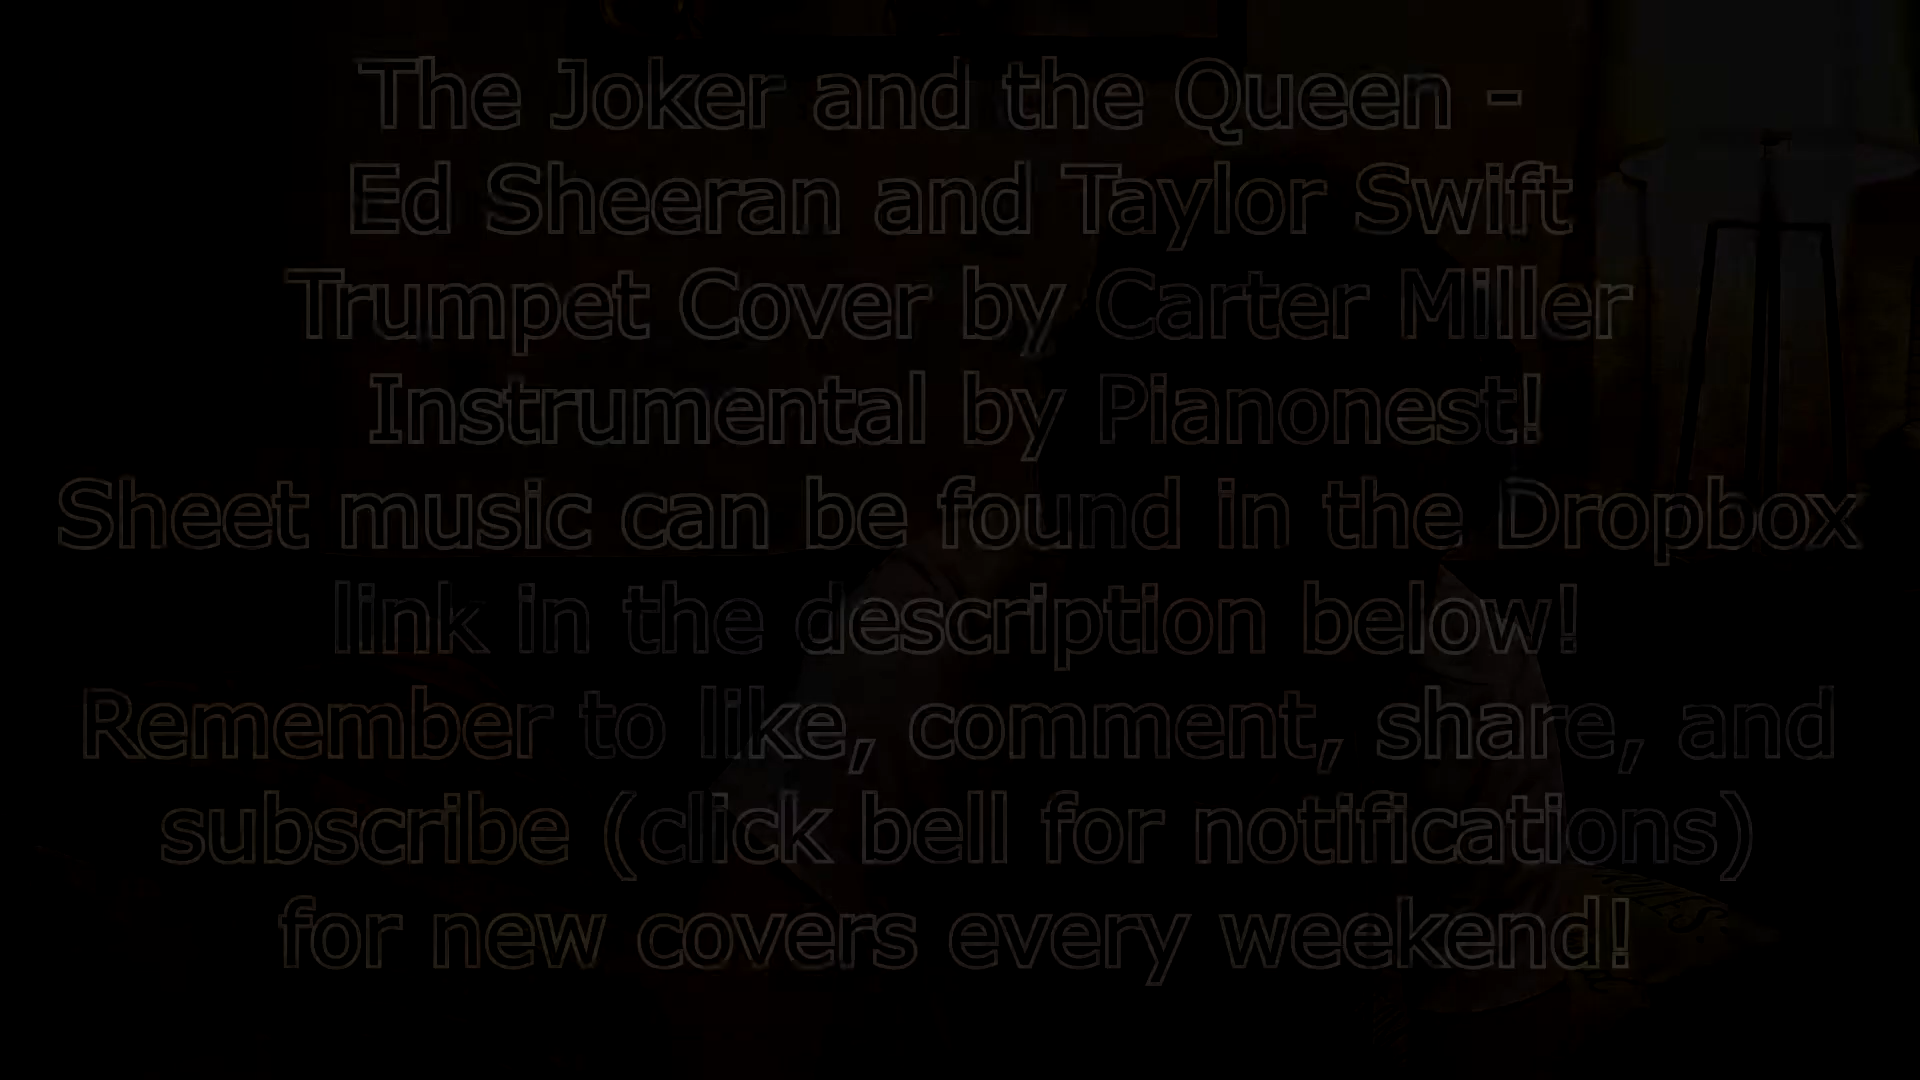 The Joker and the Queen -
Ed Sheeran and Taylor Swift
Trumpet Cover by Carter Miller
Instrumental by Pianonest!
Sheet music can be found in the Dropbox
link in the description below!
Remember to like, comment, share, and
subscribe (click bell for notifications)
for new covers every weekend!